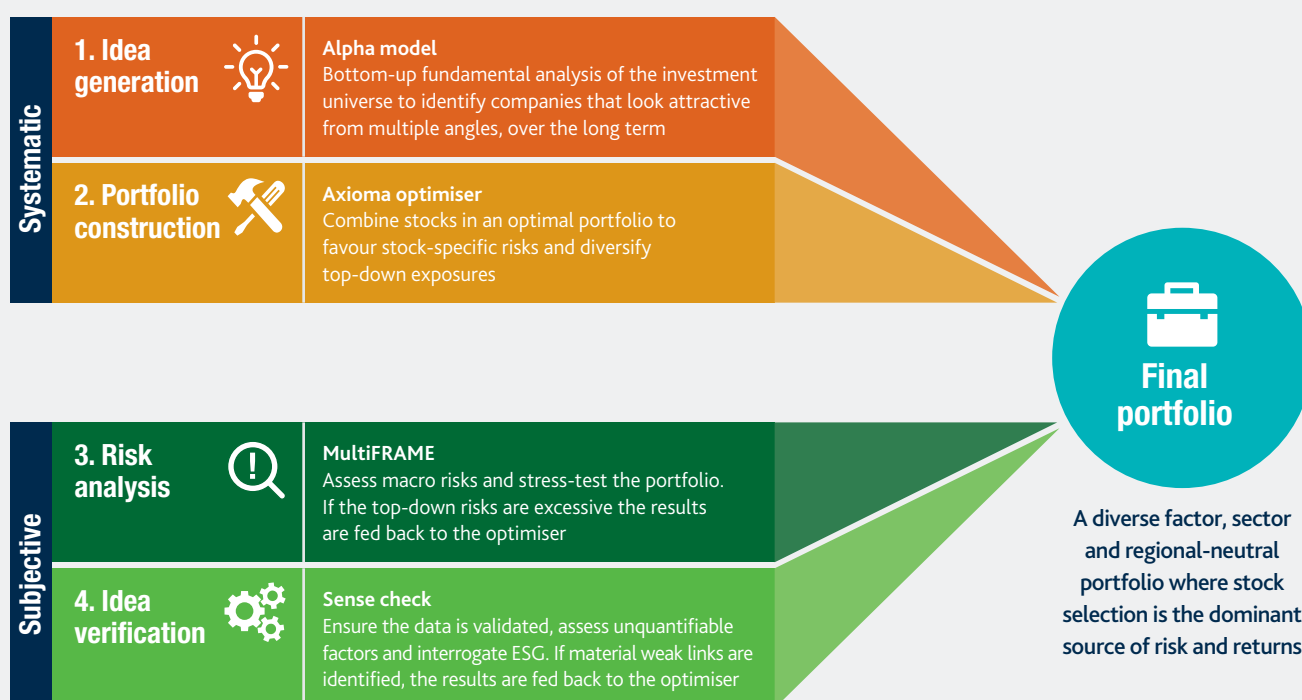 Systematic
1. Idea
generation
Alpha model
Bottom-up fundamental analysis of the investment
universe to identify companies that look attractive
from multiple angles, over the long term
2. Portfolio
construction
Axioma optimiser
Combine stocks in an optimal portfolio to
favour stock-specific risks and diversify
top-down exposures
Subjective
3. Risk
analysis
MultiFRAME
Assess macro risks and stress-test the portfolio.
If the top-down risks are excessive the results
are fed back to the optimiser
4. Idea
verification
Sense check
Ensure the data is validated, assess unquantifiable
factors and interrogate ESG. If material weak links are
identified, the results are fed back to the optimiser
Final
portfolio
A diverse factor, sector
and regional-neutral
portfolio where stock
selection is the dominant
source of risk and returns